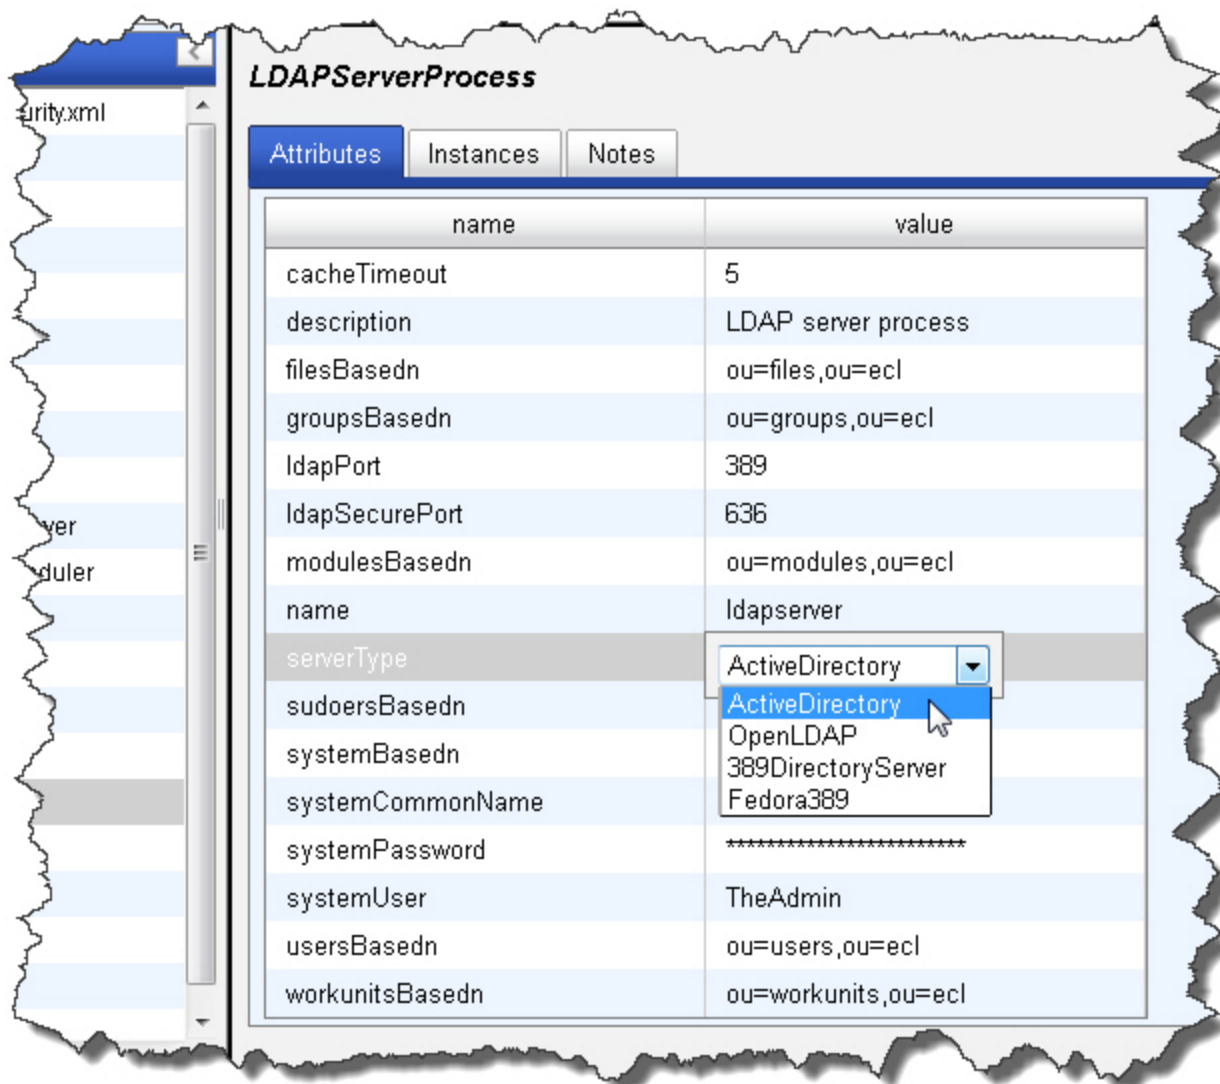 urity.xml
ver
duler
LDAPServerProcess
Attributes Instances Notes
name value
cacheTimeout 5
description LDAP server process
filesBasedn ou=files,ou=ecl
groupsBasedn ou=groups,ou=ecl
ldapPort 389
ldapSecurePort 636
modulesBasedn ou=modules,ou=ecl
name ldapserver
serverType ActiveDirectory
ActiveDirectory
OpenLDAP
389DirectoryServer
Fedora389
sudoersBasedn
systemBasedn
systemCommonName
systemPassword ************************
systemUser TheAdmin
usersBasedn ou=users,ou=ecl
workunitsBasedn ou=workunits,ou=ecl